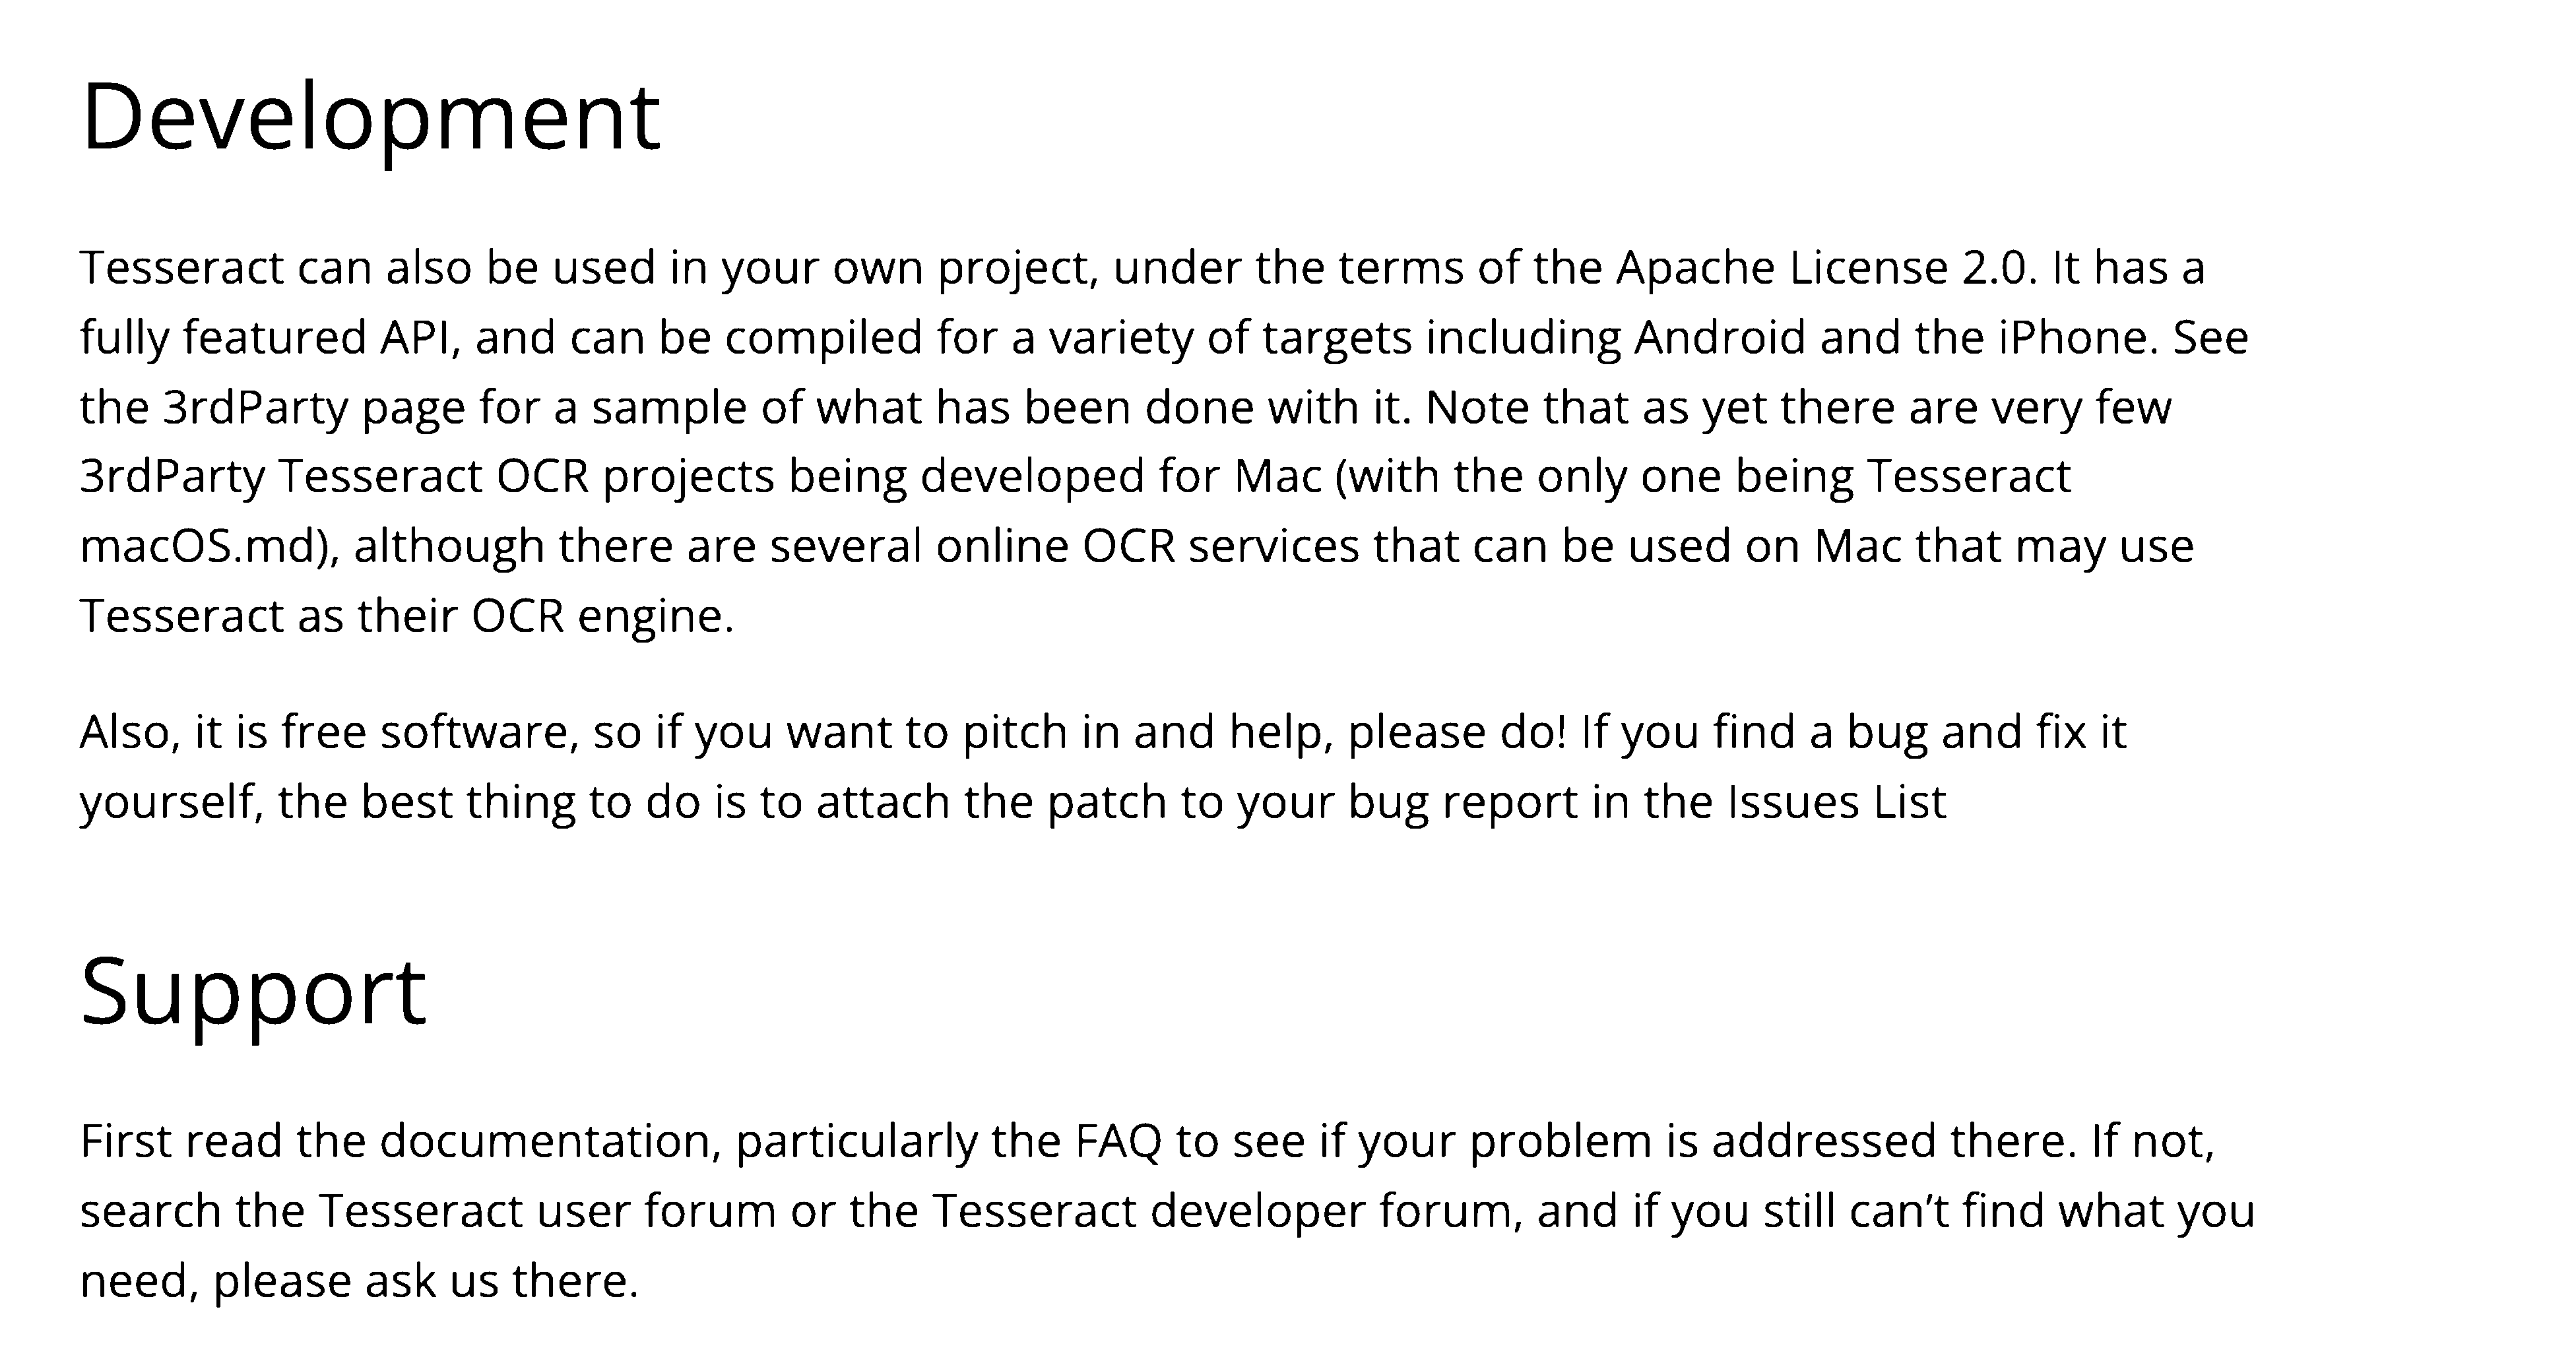 Development
Tesseract can also be used in your own project, under the terms of the Apache License 2.0. It has a
fully featured API, and can be compiled for a variety of targets including Android and the iPhone. See
the 3rdParty page for a sample of what has been done with it. Note that as yet there are very few
3rdParty Tesseract OCR projects being developed for Mac (with the only one being Tesseract
macOS.md), although there are several online OCR services that can be used on Mac that may use
Tesseract as their OCR engine.
Also, it is free software, so if you want to pitch in and help, please do! If you find a bug and fix it
yourself, the best thing to do is to attach the patch to your bug report in the Issues List
Support
First read the documentation, particularly the FAQ to see if your problem is addressed there. If not,
search the Tesseract user forum or the Tesseract developer forum, and if you still can’t find what you
need, please ask us there.